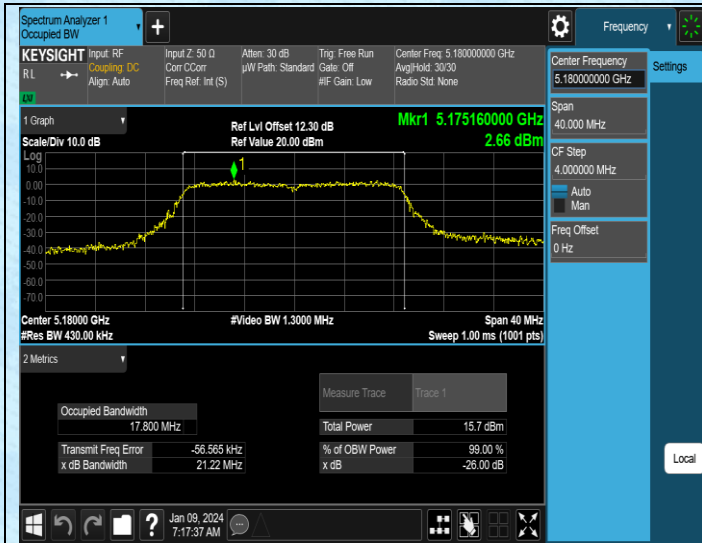 Spectrum Analyzer 1
Occupied BW
+
Frequency
KEYSIGHT
RL
LXI
Input: RF
Coupling: DC
Align: Auto
Input Z: 50 Ω
Corr CCorr
Freq Ref: Int (S)
Atten: 30 dB
µW Path: Standard
Trig: Free Run
Gate: Off
#IF Gain: Low
Center Freq: 5.180000000 GHz
Avg|Hold: 30/30
Radio Std: None
Center Frequency
5.180000000 GHz
Settings
Span
40.000 MHz
CF Step
4.000000 MHz
Auto
Man
Freq Offset
0 Hz
1 Graph
Scale/Div 10.0 dB
Ref Lvl Offset 12.30 dB
Ref Value 20.00 dBm
Mkr1 5.175160000 GHz
2.66 dBm
Log
10.0
0.00
-10.0
-20.0
-30.0
-40.0
-50.0
-60.0
-70.0
1
Center 5.18000 GHz
#Res BW 430.00 kHz
#Video BW 1.3000 MHz
Span 40 MHz
Sweep 1.00 ms (1001 pts)
2 Metrics
Measure Trace Trace 1
Occupied Bandwidth
17.800 MHz
Total Power 15.7 dBm
Transmit Freq Error -56.565 kHz
x dB Bandwidth 21.22 MHz
% of OBW Power 99.00 %
x dB -26.00 dB
Local
?
Jan 09, 2024
7:17:37 AM